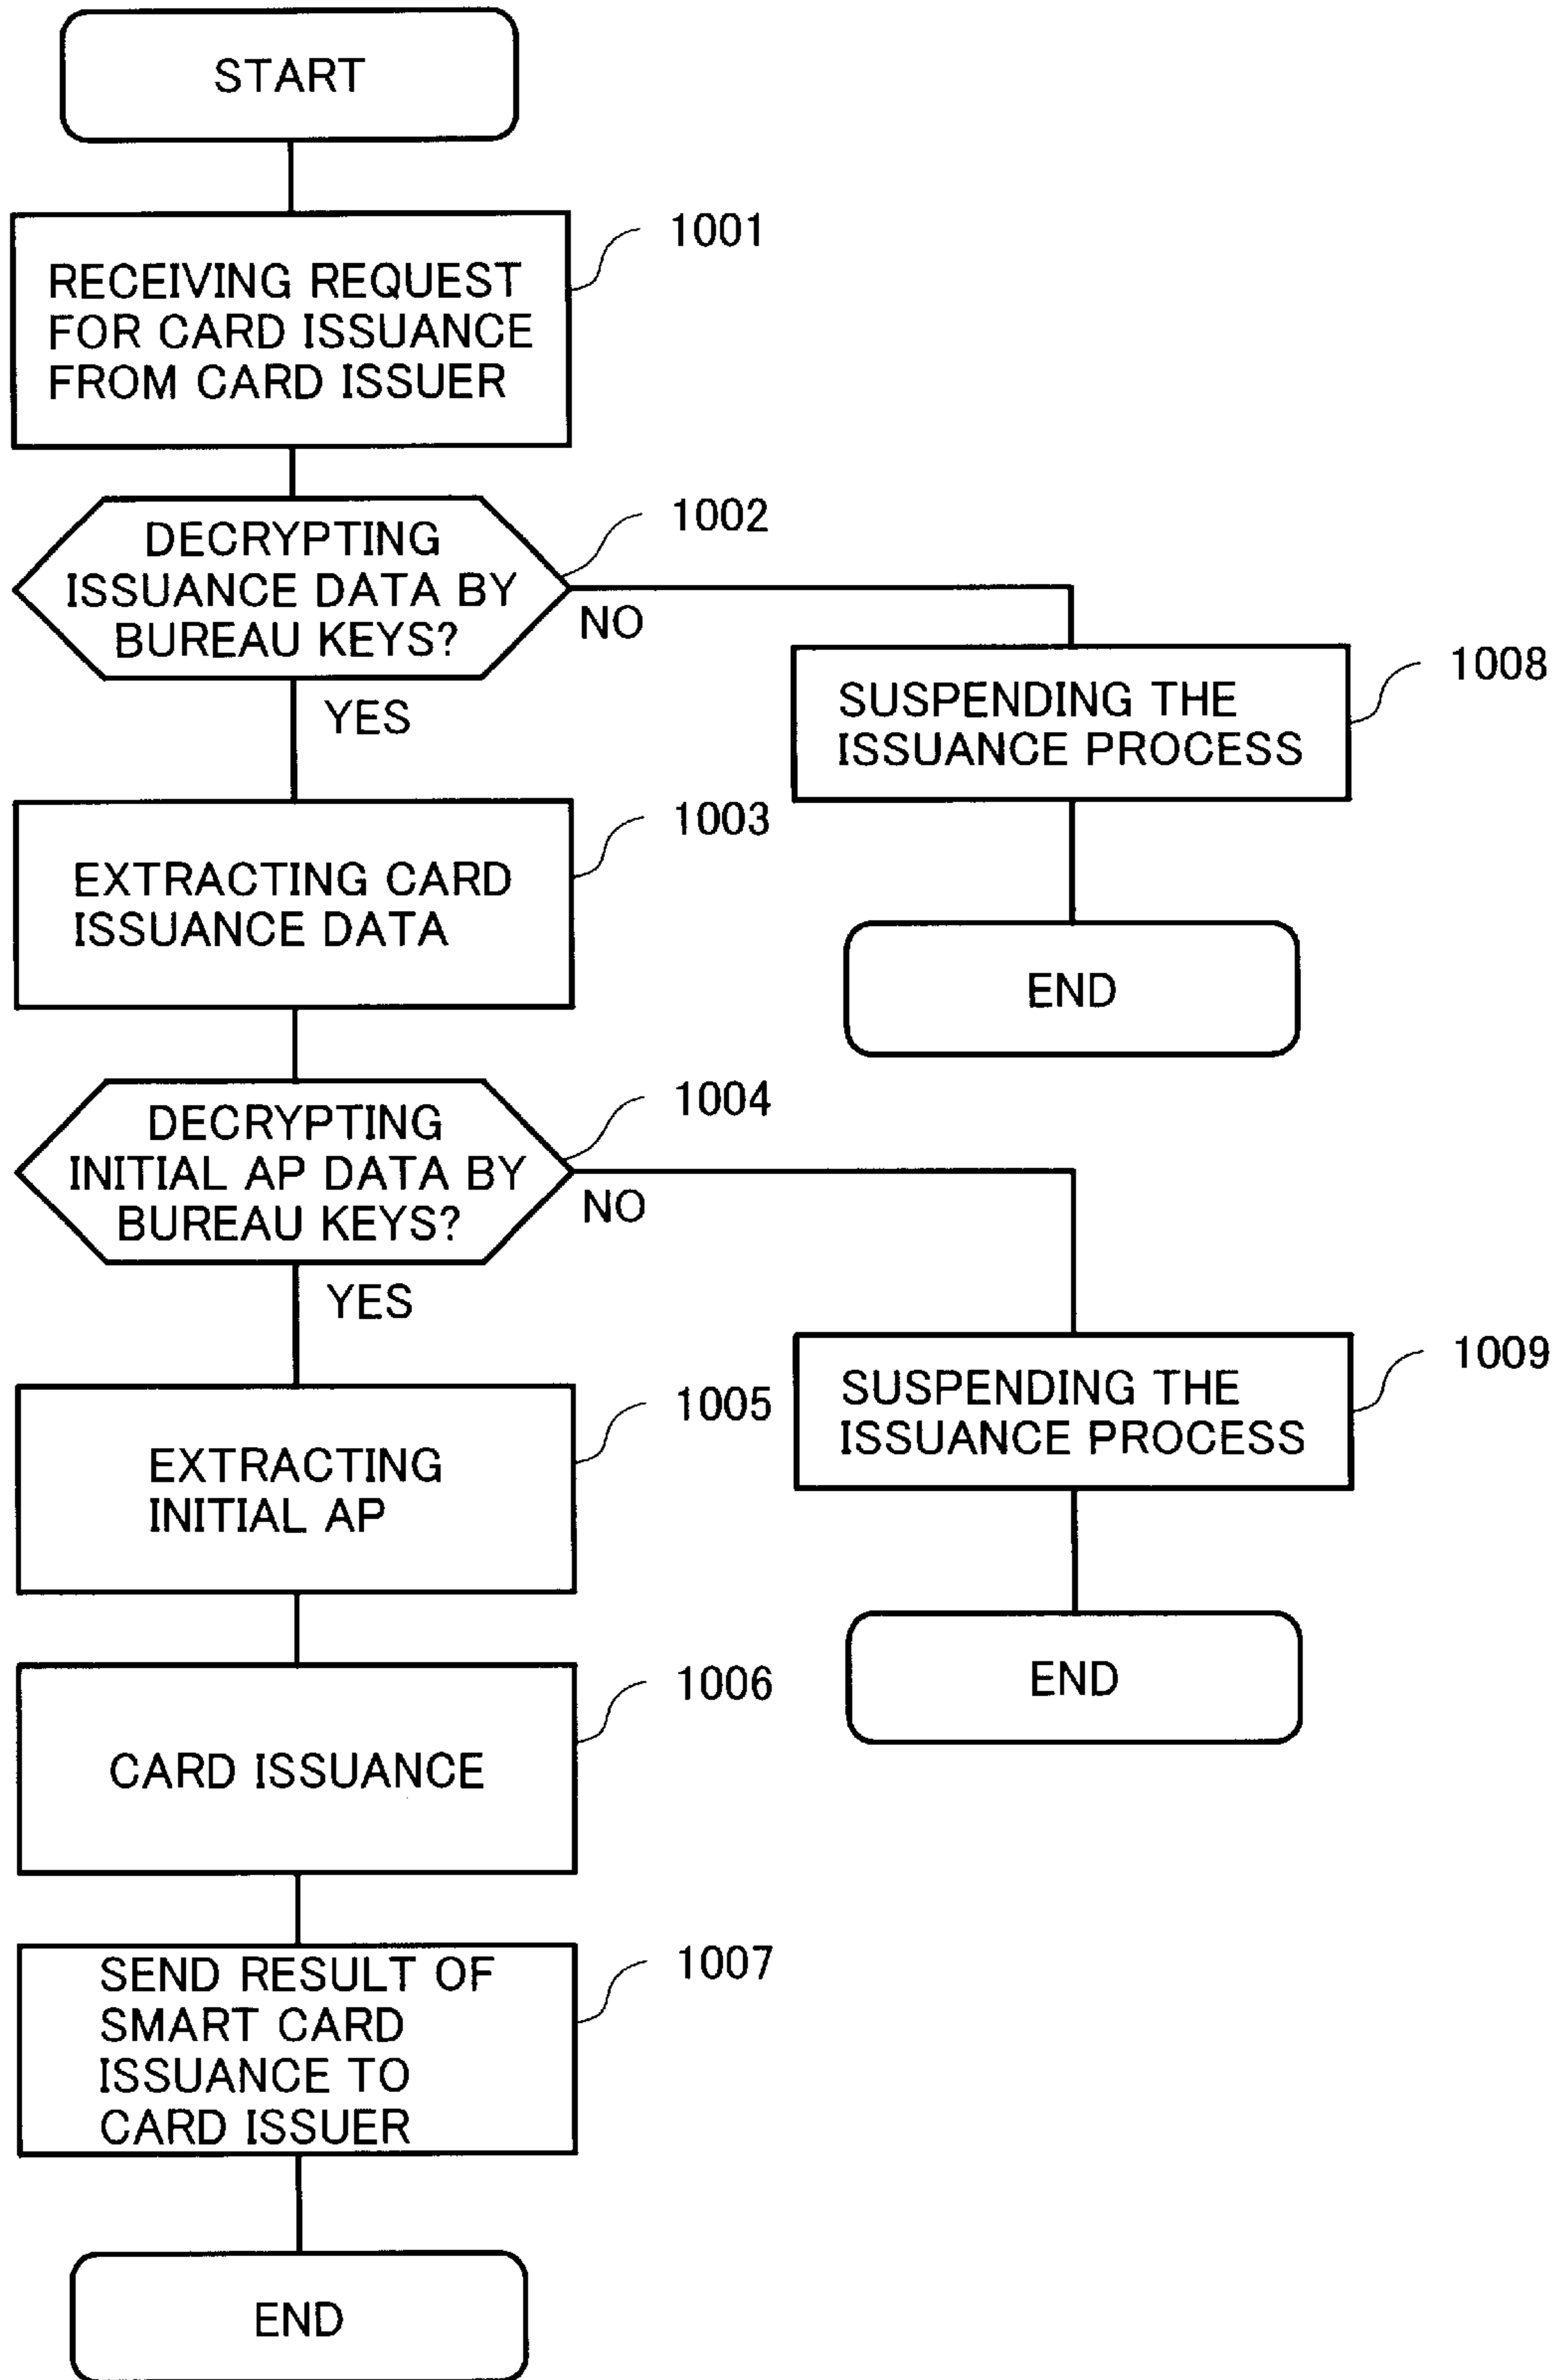 START
1001
RECEIVING REQUEST
FOR CARD ISSUANCE
FROM CARD ISSUER
1002
DECRYPTING
ISSUANCE DATA BY
BUREAU KEYS?
NO
YES
1008
SUSPENDING THE
ISSUANCE PROCESS
1003
EXTRACTING CARD
ISSUANCE DATA
END
1004
DECRYPTING
INITIAL AP DATA BY
BUREAU KEYS?
NO
YES
1009
SUSPENDING THE
ISSUANCE PROCESS
1005
EXTRACTING
INITIAL AP
END
1006
CARD ISSUANCE
1007
SEND RESULT OF
SMART CARD
ISSUANCE TO
CARD ISSUER
END